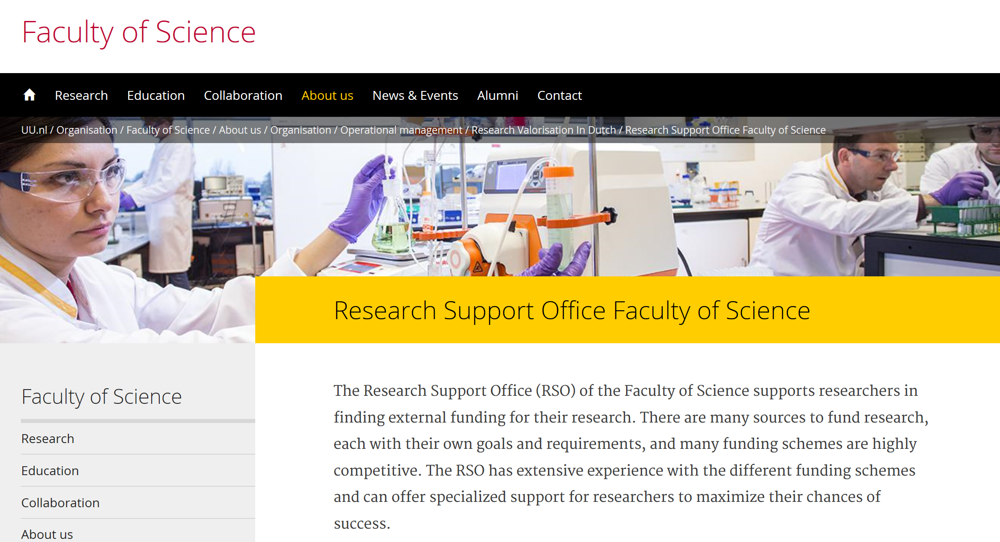 Faculty of Science
Research Education Collaboration About us News & Events Alumni Contact
UU.nl / Organisation / Faculty of Science / About us / Organisation / Operational management / Research Valorisation In Dutch / Research Support Office Faculty of Science
Research Support Office Faculty of Science
Faculty of Science
Research
Education
Collaboration
About us
The Research Support Office (RSO) of the Faculty of Science supports researchers in
finding external funding for their research. There are many sources to fund research,
each with their own goals and requirements, and many funding schemes are highly
competitive. The RSO has extensive experience with the different funding schemes
and can offer specialized support for researchers to maximize their chances of
success.